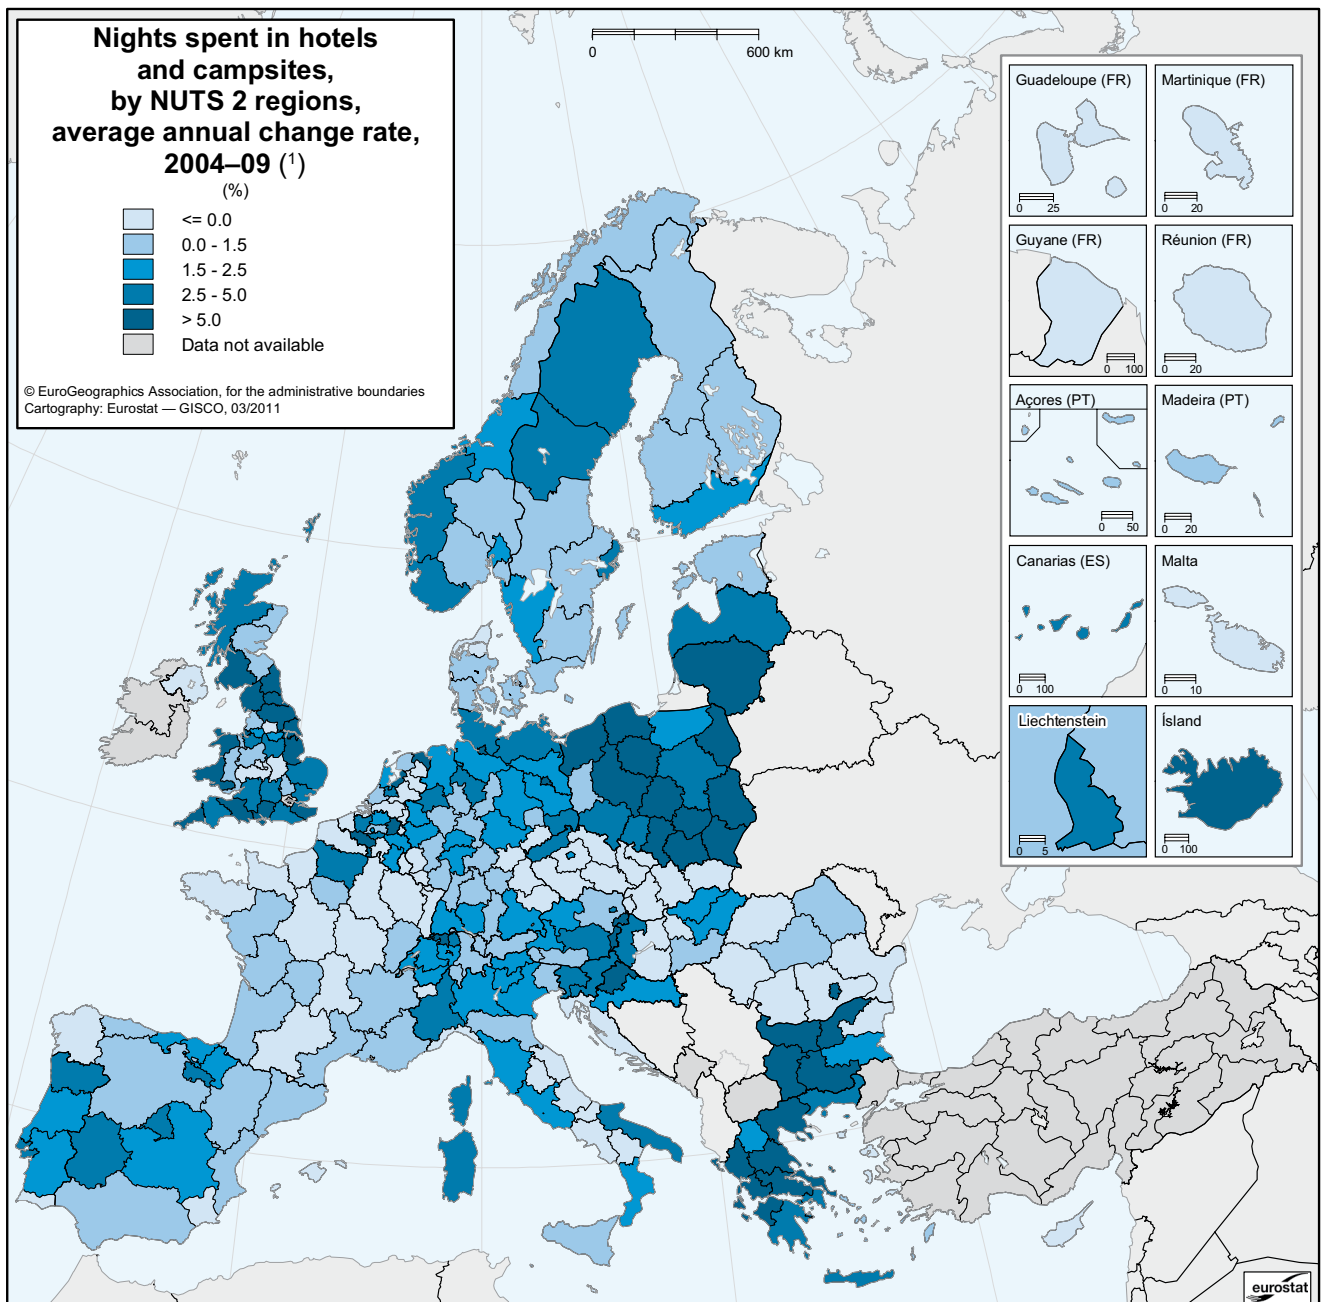 Nights spent in hotels
and campsites,
by NUTS 2 regions,
average annual change rate,
2004–09 (¹)
(%)
<= 0.0
0.0 - 1.5
1.5 - 2.5
2.5 - 5.0
> 5.0
Data not available
© EuroGeographics Association, for the administrative boundaries
Cartography: Eurostat — GISCO, 03/2011
0 600 km
Guadeloupe (FR)
0 25
Martinique (FR)
0 20
Guyane (FR)
0 100
Réunion (FR)
0 20
Açores (PT)
0 50
Madeira (PT)
0 20
Canarias (ES)
0 100
Malta
0 10
Liechtenstein
0 5
Ísland
0 100
eurostat